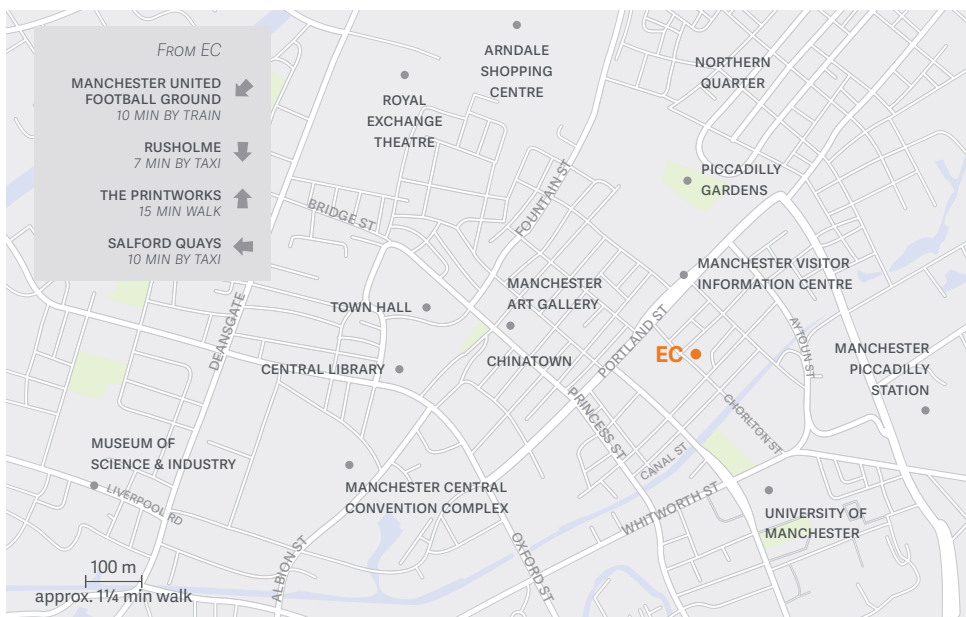 From EC
MANCHESTER UNITED
FOOTBALL GROUND
10 MIN BY TRAIN
RUSHOLME
7 MIN BY TAXI
THE PRINTWORKS
15 MIN WALK
SALFORD QUAYS
10 MIN BY TAXI
ARNDALE
SHOPPING
CENTRE
ROYAL
EXCHANGE
THEATRE
NORTHERN
QUARTER
PICCADILLY
GARDENS
BRIDGE ST
FOUNTAIN ST
MANCHESTER VISITOR
INFORMATION CENTRE
MANCHESTER
ART GALLERY
TOWN HALL
DEANSGATE
CENTRAL LIBRARY
CHINATOWN
PORTLAND ST
EC
AYTOUN ST
MANCHESTER
PICCADILLY
STATION
PRINCESS ST
CHORLTON ST
CANAL ST
MUSEUM OF
SCIENCE & INDUSTRY
LIVERPOOL RD
MANCHESTER CENTRAL
CONVENTION COMPLEX
WHITWORTH ST
UNIVERSITY OF
MANCHESTER
ALBION ST
OXFORD ST
100 m
approx. 1¼ min walk